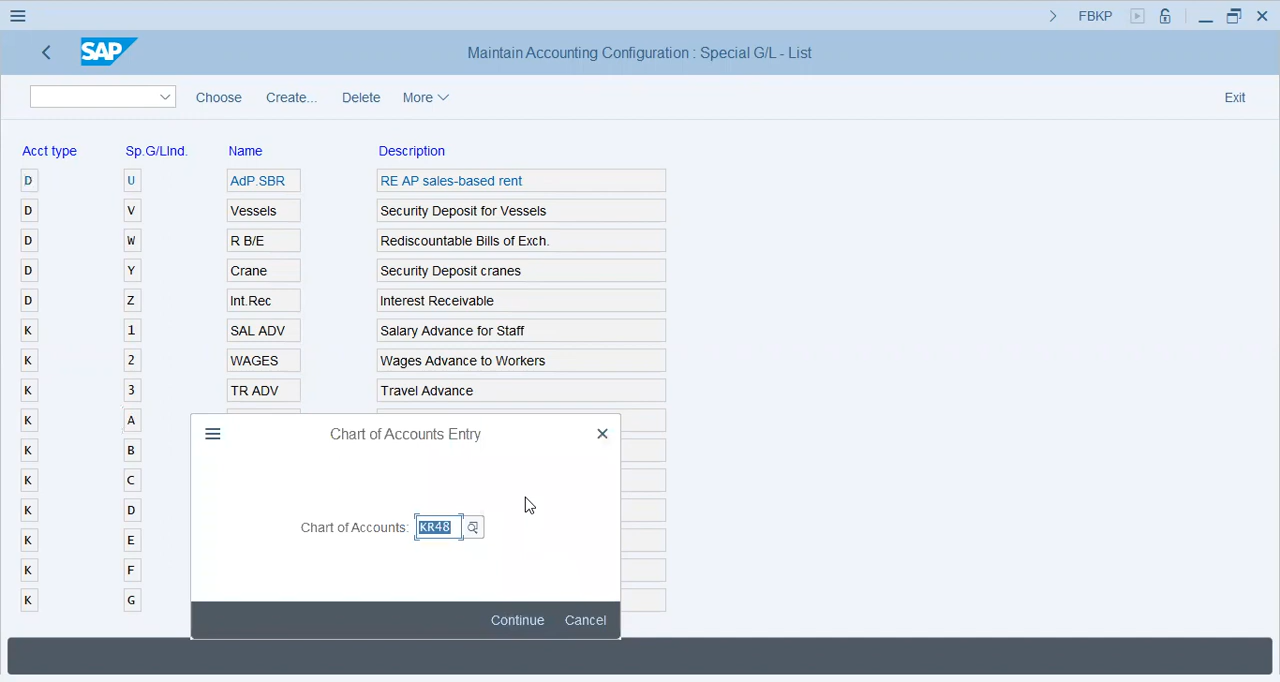 FBKP
SAP
Maintain Accounting Configuration : Special G/L - List
Choose
Create...
Delete
More
Exit
Acct type Sp.G/LInd. Name Description
D U AdP.SBR RE AP sales-based rent
D V Vessels Security Deposit for Vessels
D W R B/E Rediscountable Bills of Exch.
D Y Crane Security Deposit cranes
D Z Int.Rec Interest Receivable
K 1 SAL ADV Salary Advance for Staff
K 2 WAGES Wages Advance to Workers
K 3 TR ADV Travel Advance
K A
K B
K C
K D
K E
K F
K G
Chart of Accounts Entry
Chart of Accounts: KR48
Continue Cancel